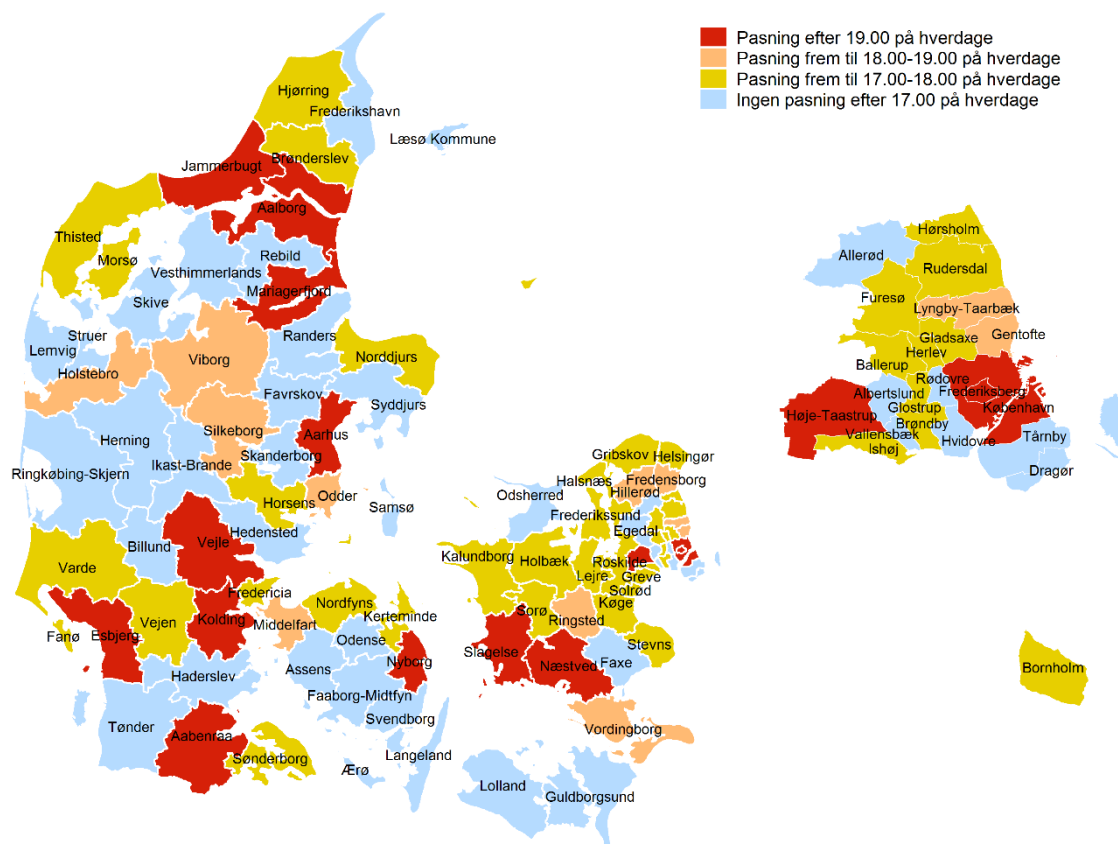 Pasning efter 19.00 på hverdage
Pasning frem til 18.00-19.00 på hverdage
Pasning frem til 17.00-18.00 på hverdage
Ingen pasning efter 17.00 på hverdage
Hjørring
Frederikshavn
Læsø Kommune
Brønderslev
Jammerbugt
Aalborg
Thisted
Morsø
Rebild
Vesthimmerlands
Mariagerfjord
Skive
Struer
Randers
Lemvig
Viborg
Norddjurs
Holstebro
Favrskov
Syddjurs
Silkeborg
Aarhus
Herning
Skanderborg
Ikast-Brande
Ringkøbing-Skjern
Odder
Horsens
Samsø
Hedensted
Billund
Vejle
Varde
Fredericia
Nordfyns
Vejen
Kolding
Middelfart
Kerteminde
Fanø
Esbjerg
Odense
Nyborg
Assens
Haderslev
Faaborg-Midtfyn
Svendborg
Tønder
Aabenraa
Langeland
Sønderborg
Ærø
Gribskov
Helsingør
Halsnæs
Fredensborg
Hillerød
Odsherred
Frederikssund
Egedal
Kalundborg
Holbæk
Roskilde
Lejre
Greve
Solrød
Køge
Sorø
Ringsted
Stevns
Slagelse
Næstved
Faxe
Vordingborg
Lolland
Guldborgsund
Hørsholm
Allerød
Rudersdal
Furesø
Lyngby-Taarbæk
Gentofte
Gladsaxe
Herlev
Ballerup
Rødovre
Albertslund
Frederiksberg
Glostrup
København
Høje-Taastrup
Brøndby
Vallensbæk
Hvidovre
Tårnby
Ishøj
Dragør
Bornholm